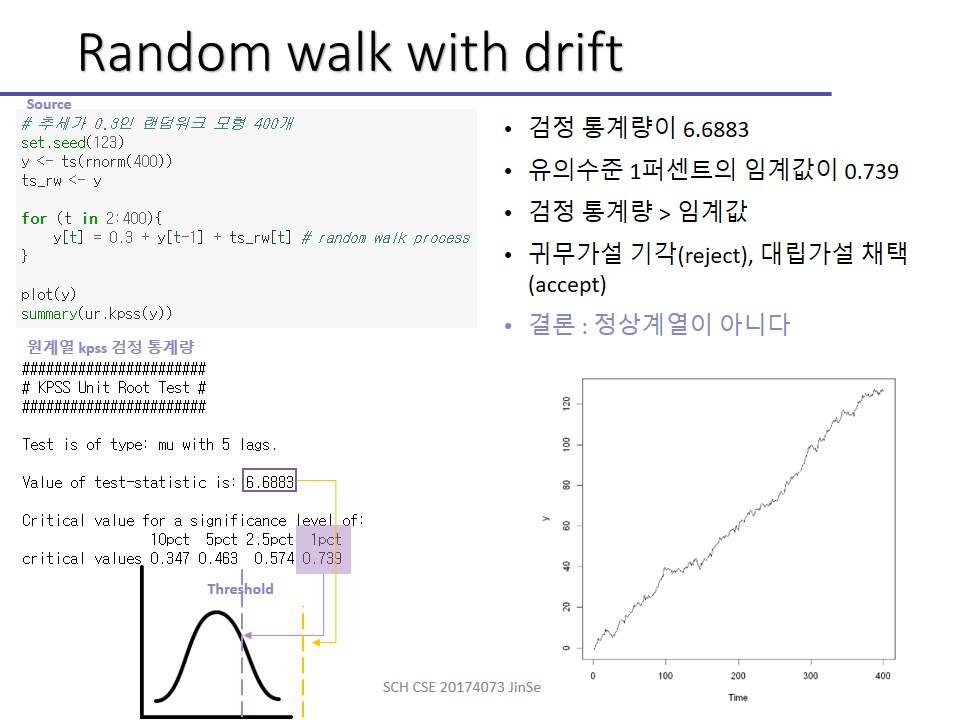 Random walk with drift
Source
# 추세가 0.3인 랜덤워크 모형 400개
set.seed(123)
y <- ts(rnorm(400))
ts_rw <- y
for (t in 2:400){
y[t] = 0.3 + y[t-1] + ts_rw[t] # random walk process
}
plot(y)
summary(ur.kpss(y))
원계열 kpss 검정 통계량
#######################
# KPSS Unit Root Test #
#######################
Test is of type: mu with 5 lags.
Value of test-statistic is: 6.6883
Critical value for a significance level of:
10pct 5pct 2.5pct 1pct
critical values 0.347 0.463 0.574 0.739
Threshold
• 검정 통계량이 6.6883
• 유의수준 1퍼센트의 임계값이 0.739
• 검정 통계량 > 임계값
• 귀무가설 기각(reject), 대립가설 채택
(accept)
• 결론 : 정상계열이 아니다
y
120
100
80
60
40
20
0
0 100 200 300 400
Time
SCH CSE 20174073 JinSe